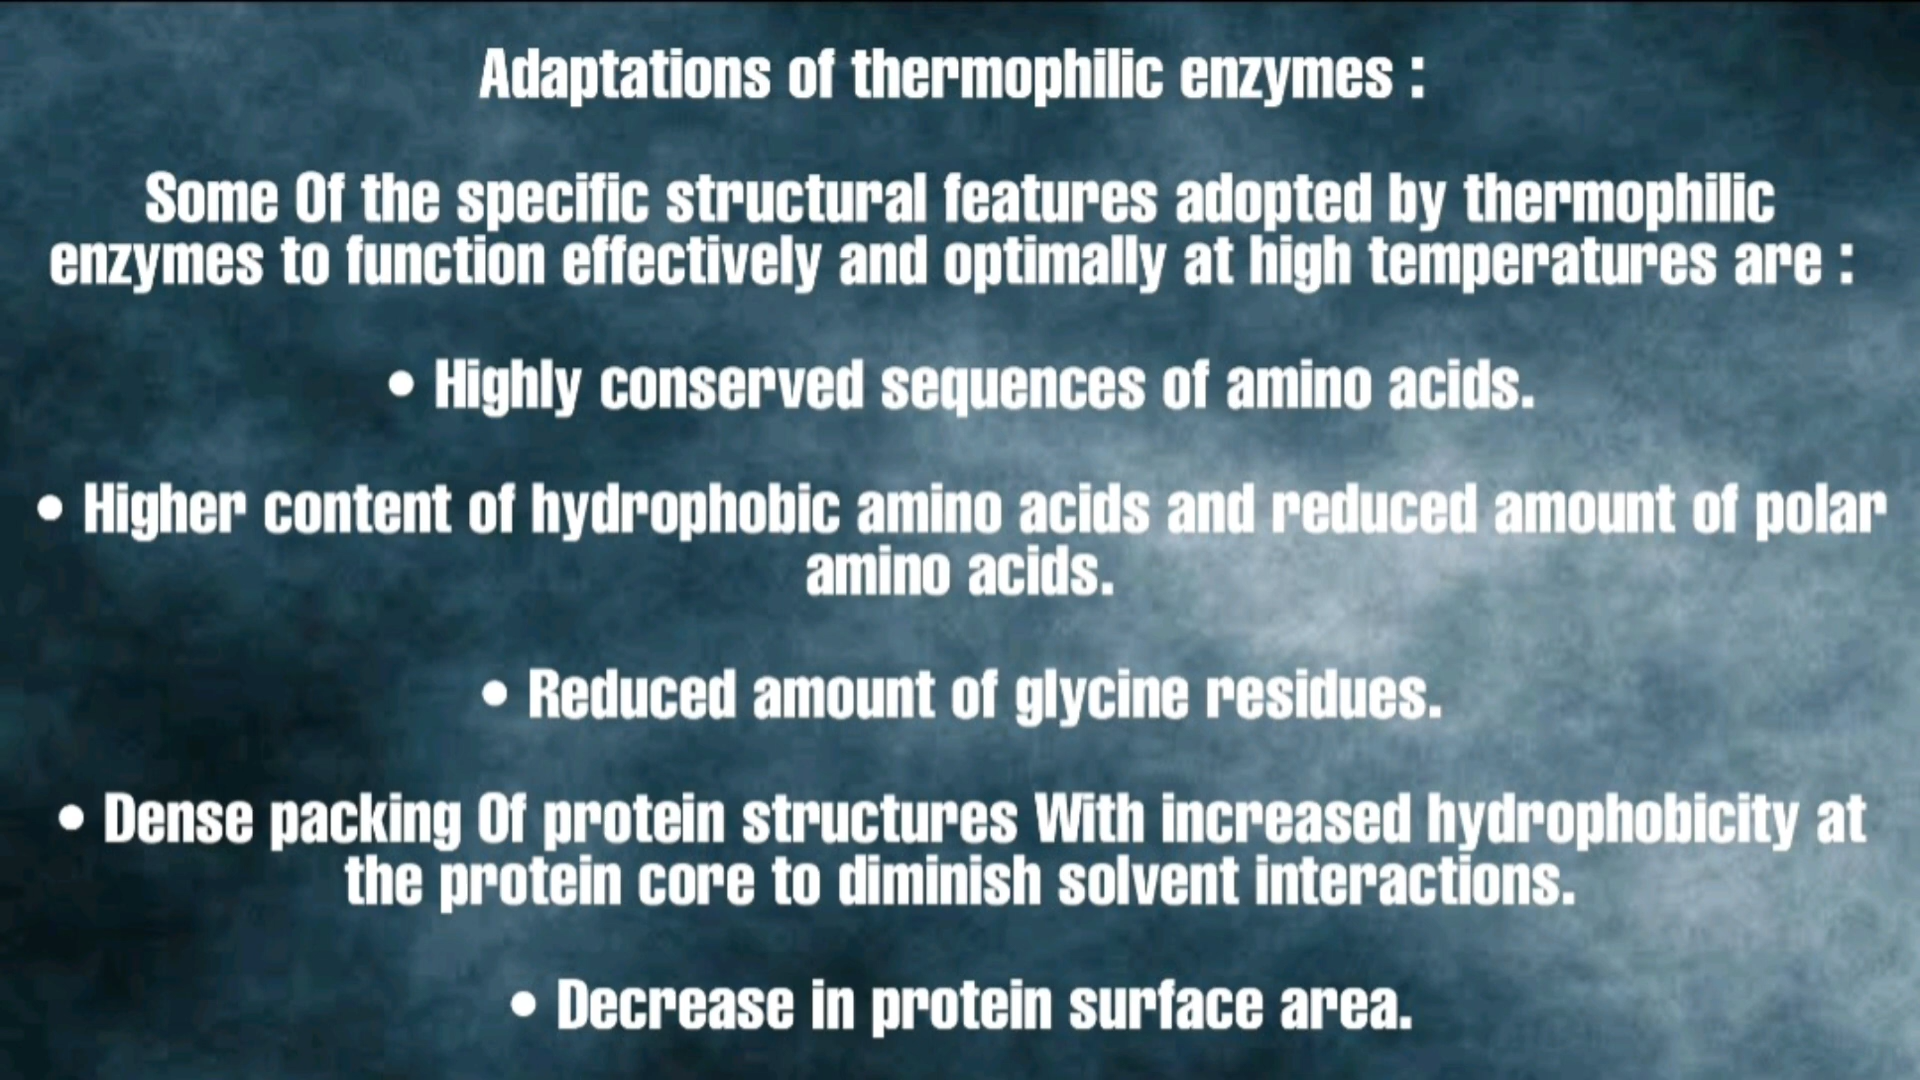 Adaptations of thermophilic enzymes :
Some Of the specific structural features adopted by thermophilic
enzymes to function effectively and optimally at high temperatures are :
• Highly conserved sequences of amino acids.
• Higher content of hydrophobic amino acids and reduced amount of polar
amino acids.
• Reduced amount of glycine residues.
• Dense packing Of protein structures With increased hydrophobicity at
the protein core to diminish solvent interactions.
• Decrease in protein surface area.